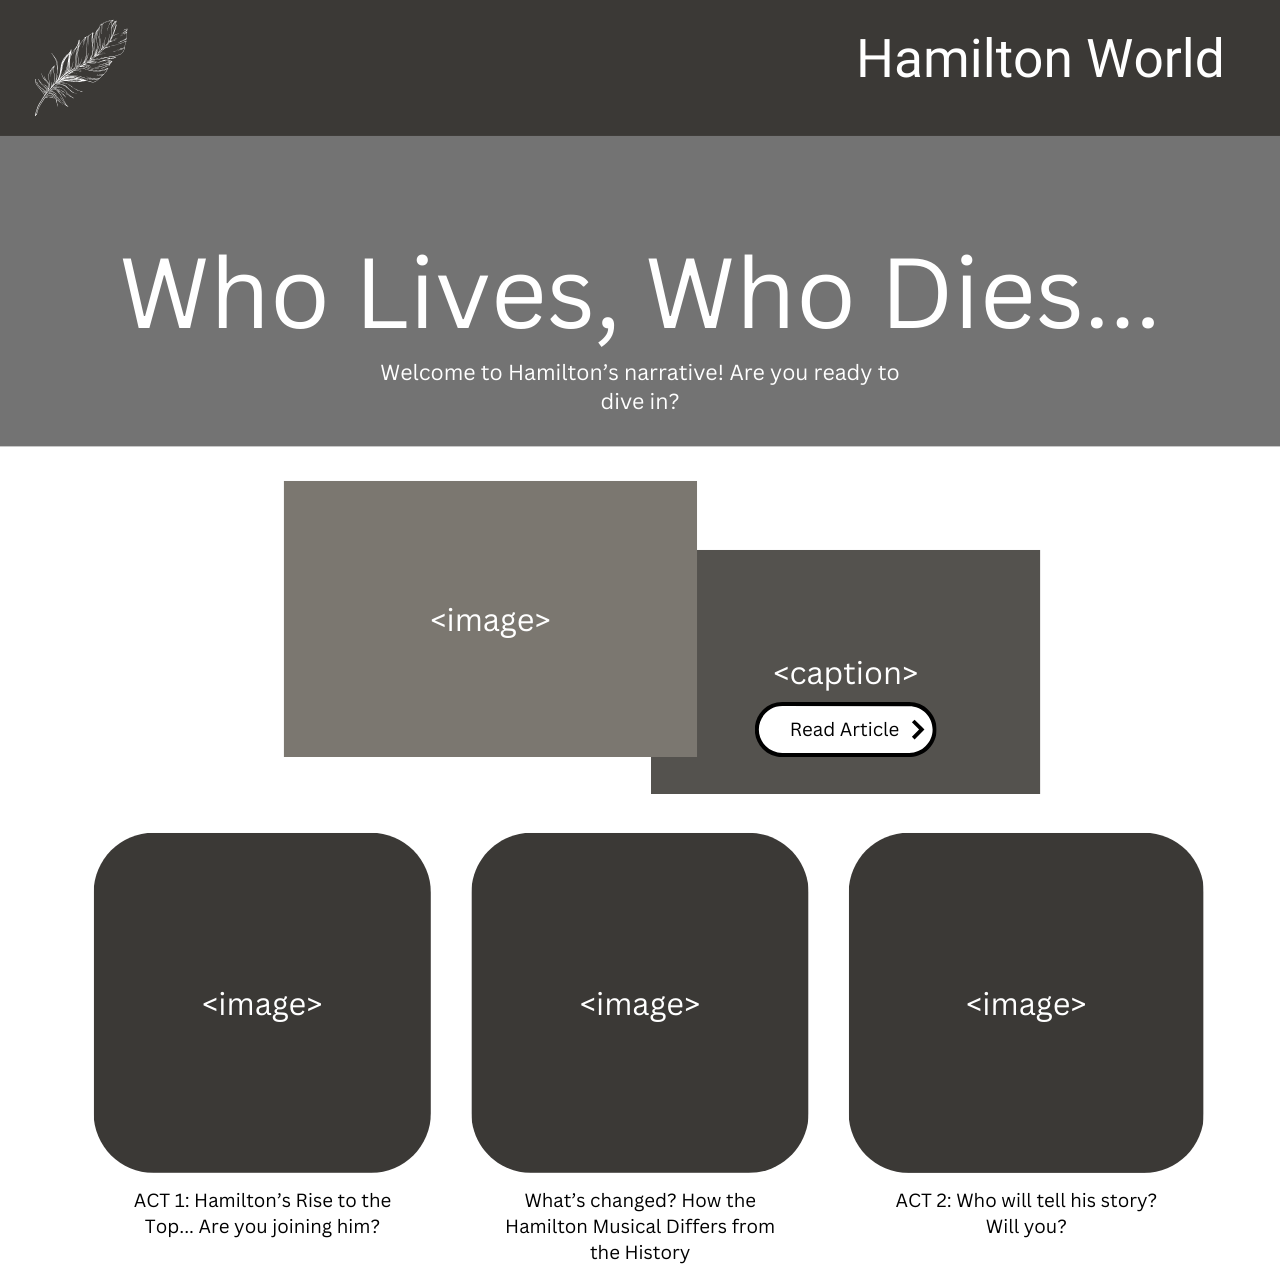 Hamilton World
Who Lives, Who Dies...
Welcome to Hamilton’s narrative! Are you ready to
dive in?
<image>
<caption>
Read Article
<image>
<image>
<image>
ACT 1: Hamilton’s Rise to the
Top... Are you joining him?
What’s changed? How the
Hamilton Musical Differs from
the History
ACT 2: Who will tell his story?
Will you?